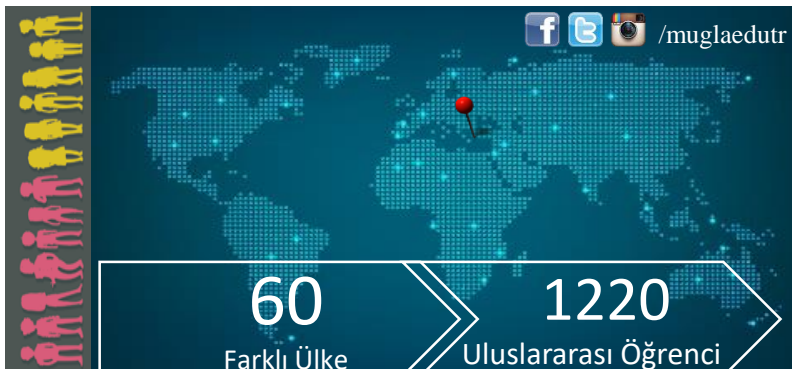 /muglaedutr
60
Farklı Ülke
1220
Uluslararası Öğrenci